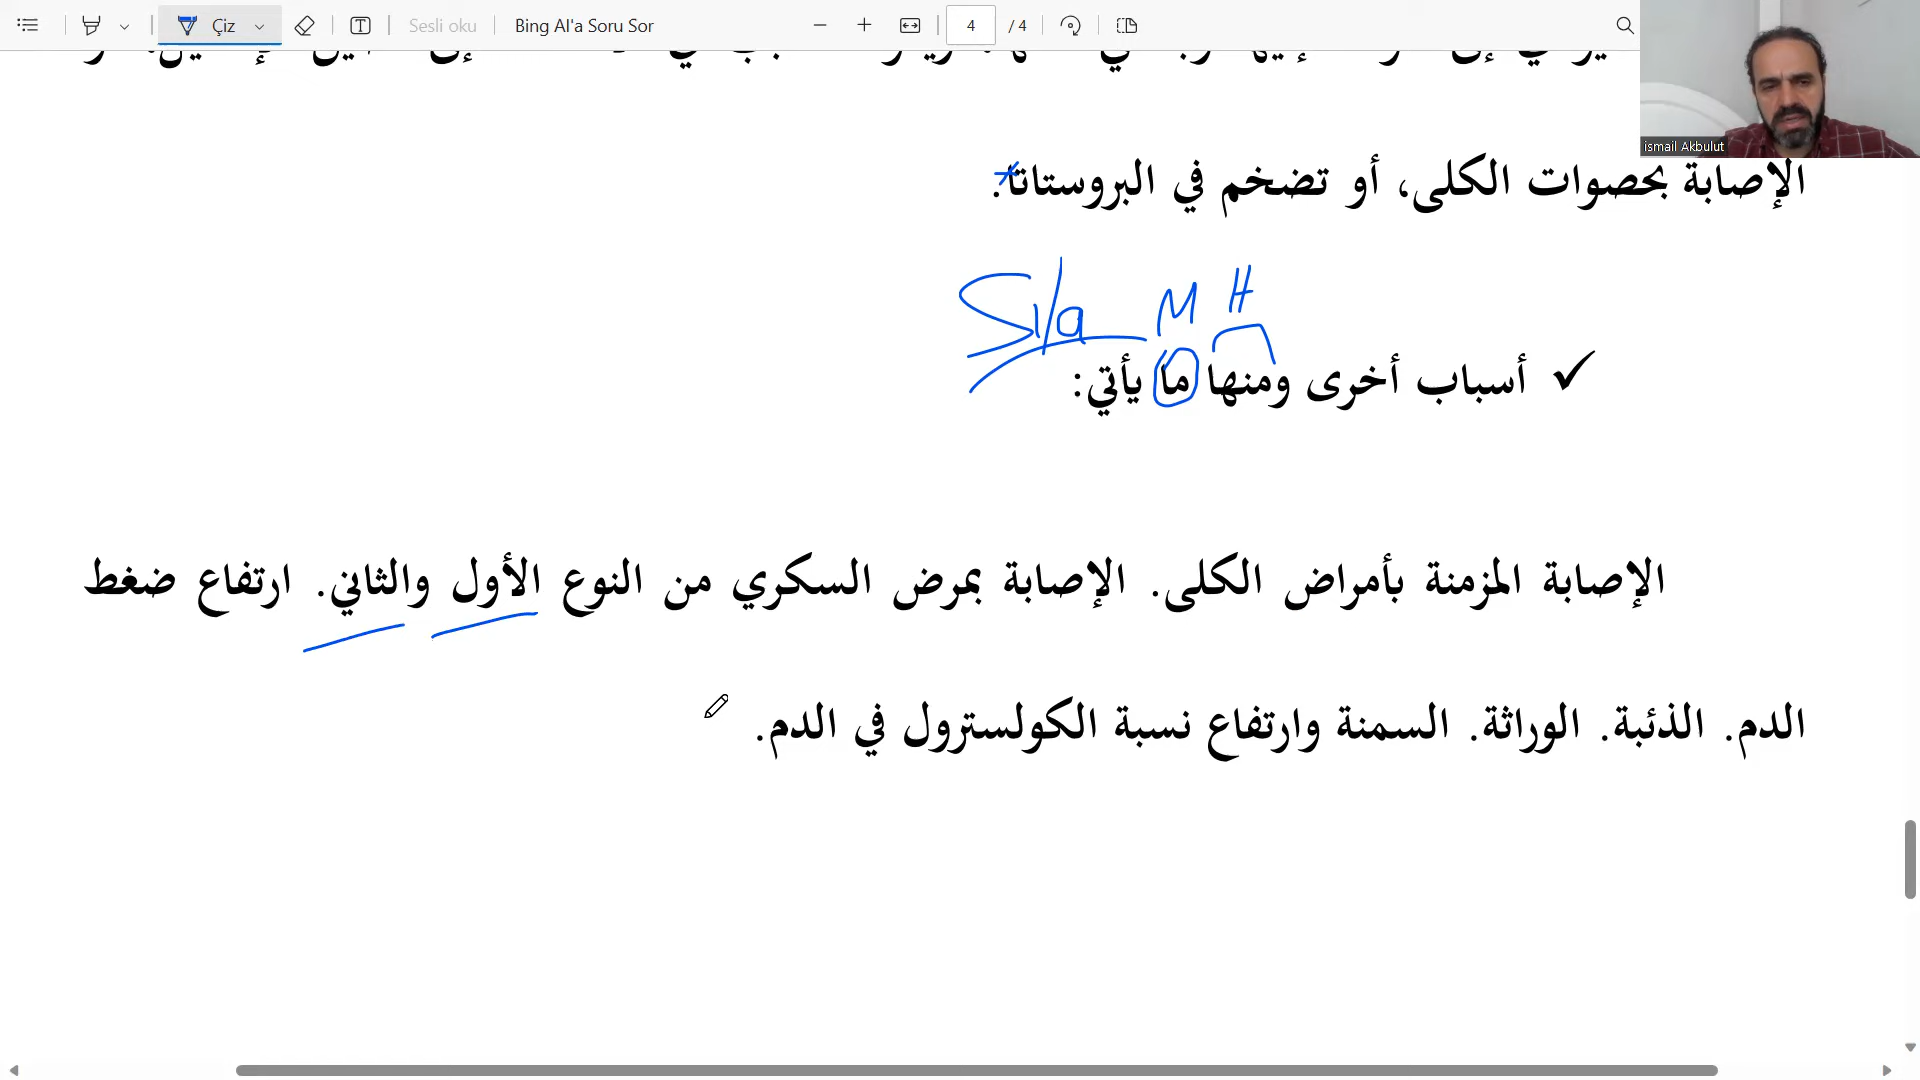 Çiz
Sesli oku
Bing AI'a Soru Sor
4 / 4
ismail Akbulut
الإصابة بحصوات الكلى، أو تضخم في البروستاتا.
Sıla M H
✓ أسباب أخرى ومنها ما يأتي:
الإصابة المزمنة بأمراض الكلى. الإصابة بمرض السكري من النوع الأول والثاني. ارتفاع ضغط
الدم. الذئبة. الوراثة. السمنة وارتفاع نسبة الكولسترول في الدم.